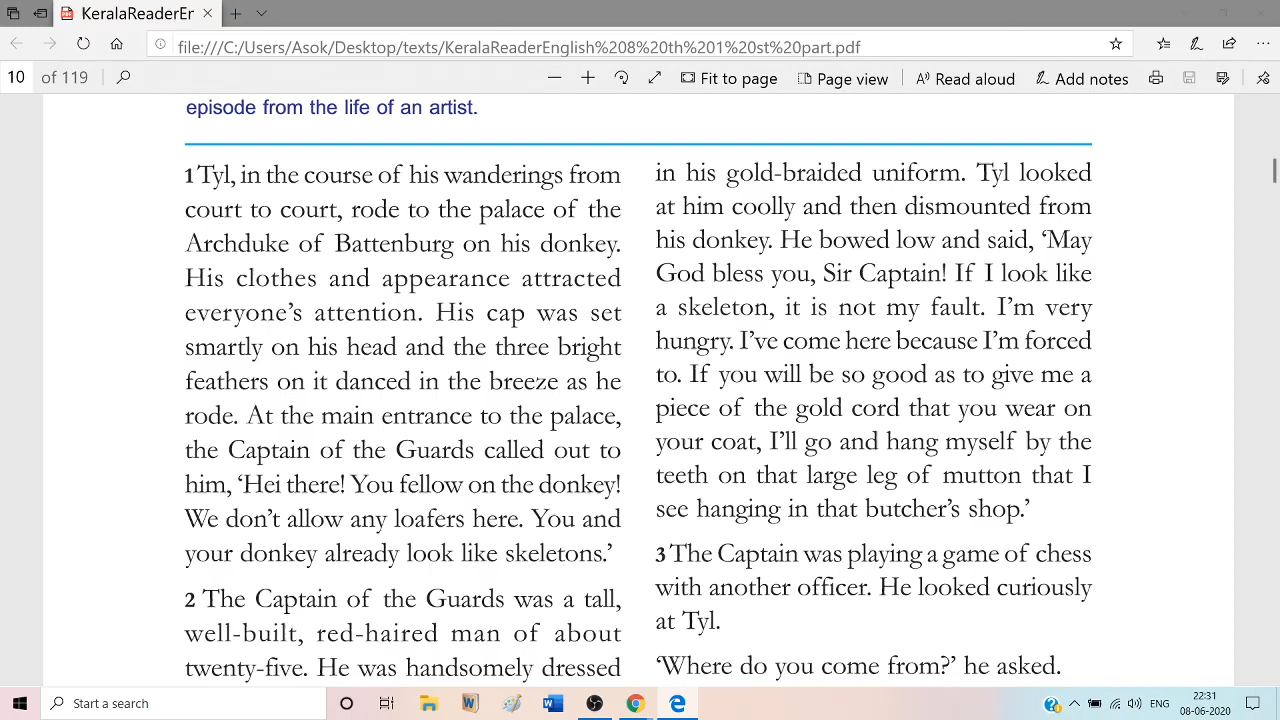 KeralaReaderEr
file:///C:/Users/Asok/Desktop/texts/KeralaReaderEnglish%208%20th%201%20st%20part.pdf
10 of 119
Fit to page
Page view
Read aloud
Add notes
episode from the life of an artist.
1 Tyl, in the course of his wanderings from
court to court, rode to the palace of the
Archduke of Battenburg on his donkey.
His clothes and appearance attracted
everyone’s attention. His cap was set
smartly on his head and the three bright
feathers on it danced in the breeze as he
rode. At the main entrance to the palace,
the Captain of the Guards called out to
him, ‘Hei there! You fellow on the donkey!
We don’t allow any loafers here. You and
your donkey already look like skeletons.’
2 The Captain of the Guards was a tall,
well-built, red-haired man of about
twenty-five. He was handsomely dressed
in his gold-braided uniform. Tyl looked
at him coolly and then dismounted from
his donkey. He bowed low and said, ‘May
God bless you, Sir Captain! If I look like
a skeleton, it is not my fault. I’m very
hungry. I’ve come here because I’m forced
to. If you will be so good as to give me a
piece of the gold cord that you wear on
your coat, I’ll go and hang myself by the
teeth on that large leg of mutton that I
see hanging in that butcher’s shop.’
3 The Captain was playing a game of chess
with another officer. He looked curiously
at Tyl.
‘Where do you come from?’ he asked.
Start a search
ENG
22:31
08-06-2020